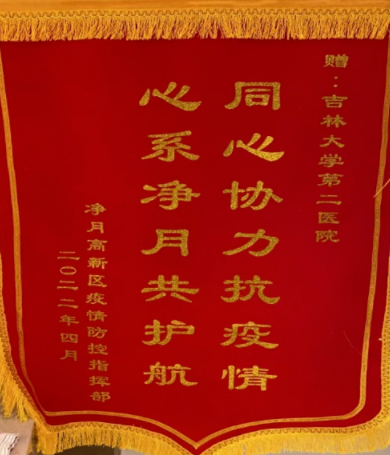 赠：吉林大学第二医院
同心协力抗疫情
心系净月共护航
净月高新区疫情防控指挥部
二〇二二年四月